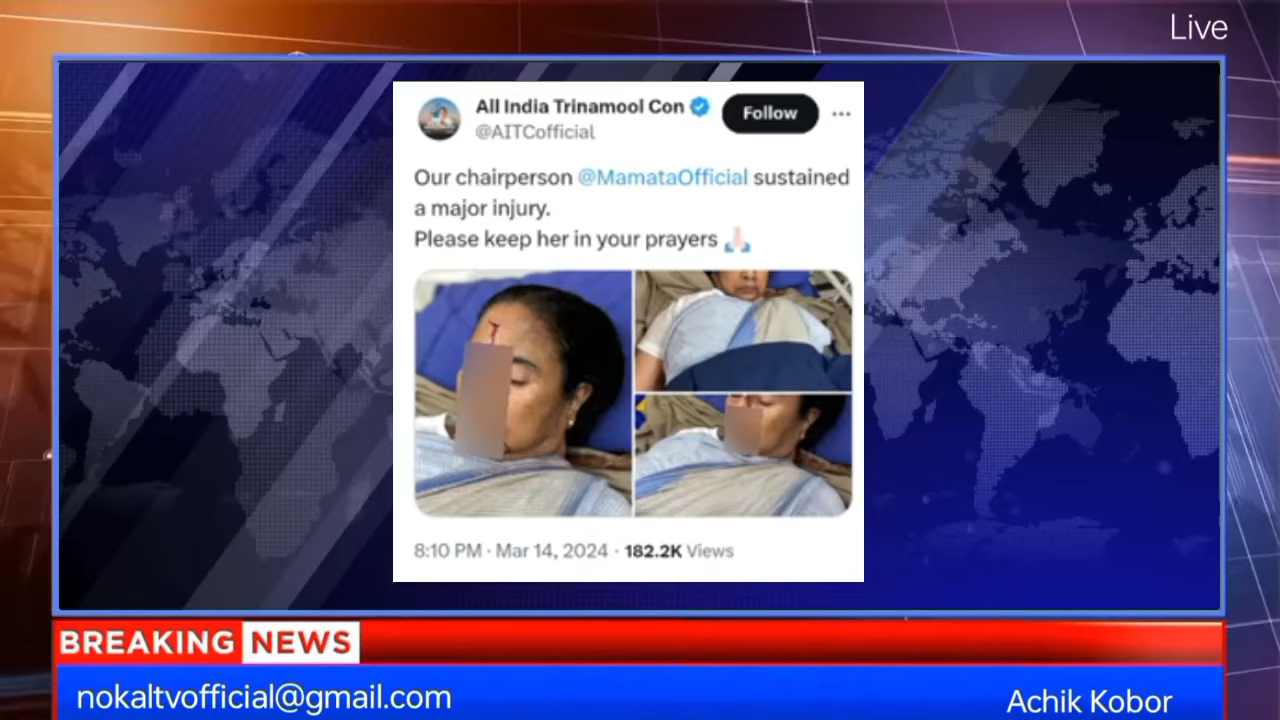 Live
All India Trinamool Con
Follow
@AITCofficial
Our chairperson @MamataOfficial sustained
a major injury.
Please keep her in your prayers 🙏🏻
8:10 PM · Mar 14, 2024 · 182.2K Views
BREAKING NEWS
nokaltvofficial@gmail.com
Achik Kobor